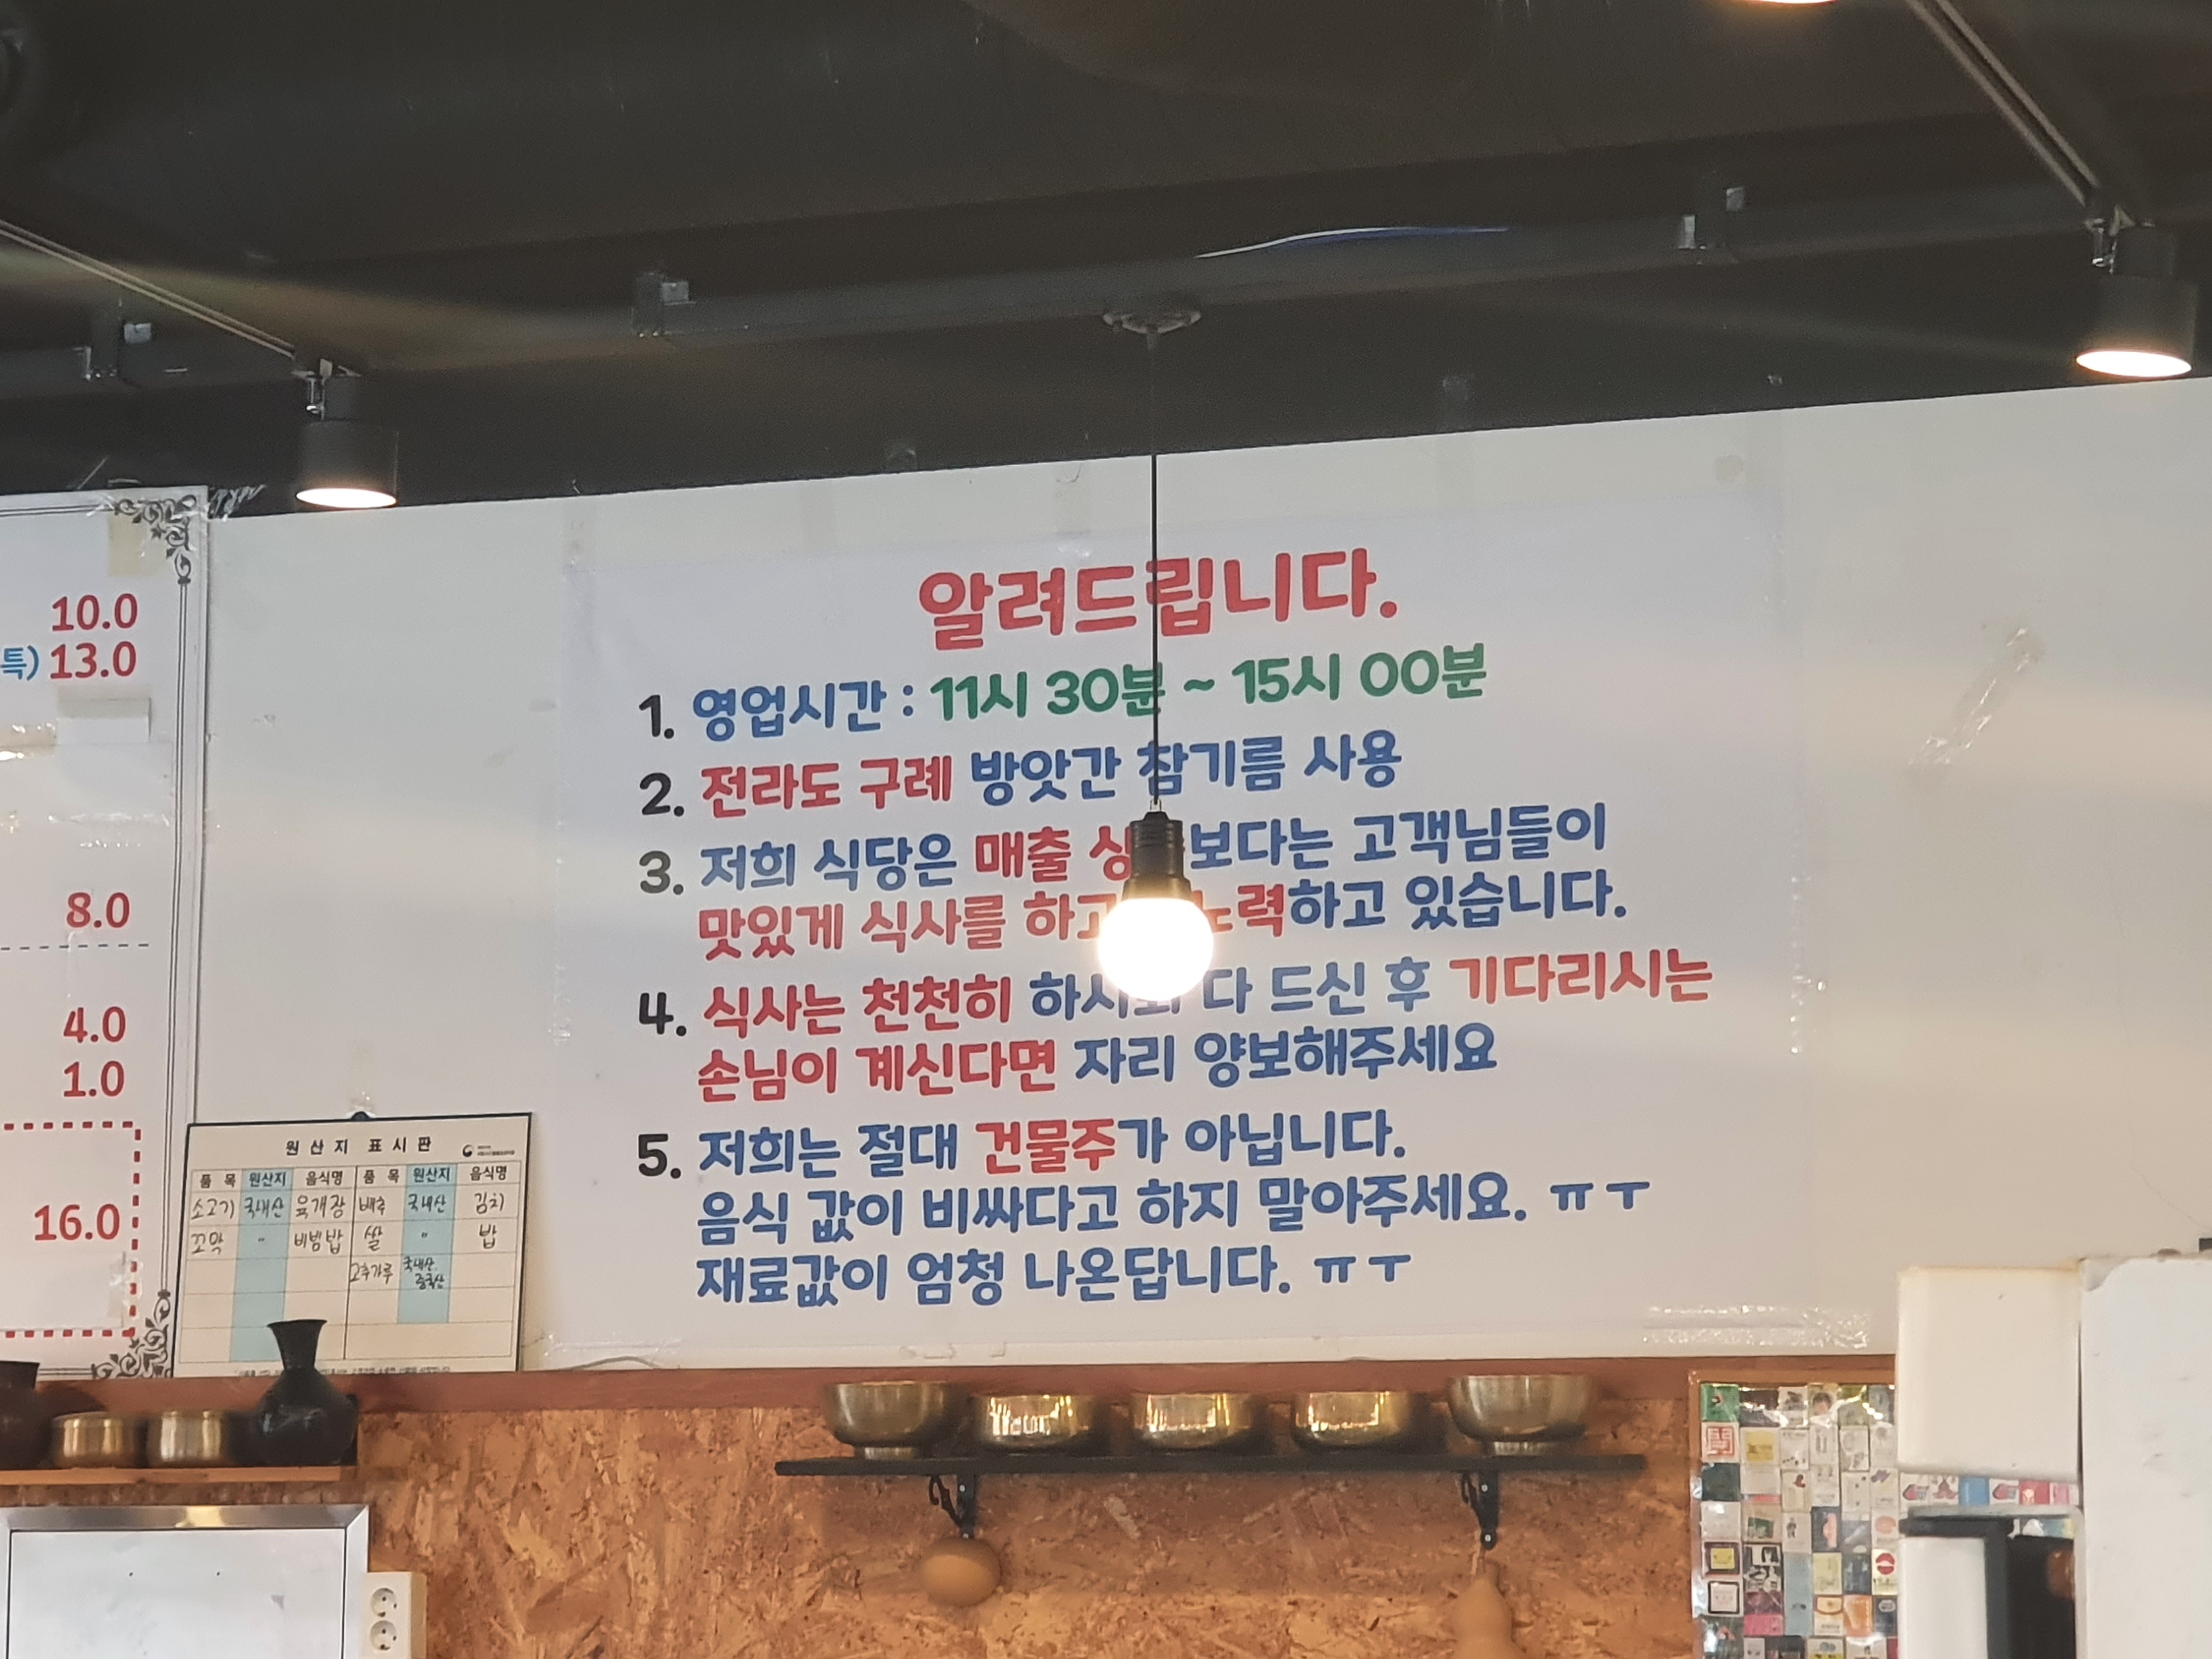 10.0
특) 13.0
8.0
4.0
1.0
16.0
원산지 표시판
품목 원산지 음식명 품목 원산지 음식명
소고기 국내산 육개장 배추 국내산 김치
꼬막 " 비빔밥 쌀 " 밥
고추가루 국내산. 중국산
알려드립니다.
1. 영업시간 : 11시 30분 ~ 15시 00분
2. 전라도 구례 방앗간 참기름 사용
3. 저희 식당은 매출 보다는 고객님들이
맛있게 식사를 하고 있습니다.
4. 식사는 천천히 다 드신 후 기다리시는
손님이 계신다면 자리 양보해주세요
5. 저희는 절대 건물주가 아닙니다.
음식 값이 비싸다고 하지 말아주세요. ㅠㅜ
재료값이 엄청 나온답니다. ㅠㅜ